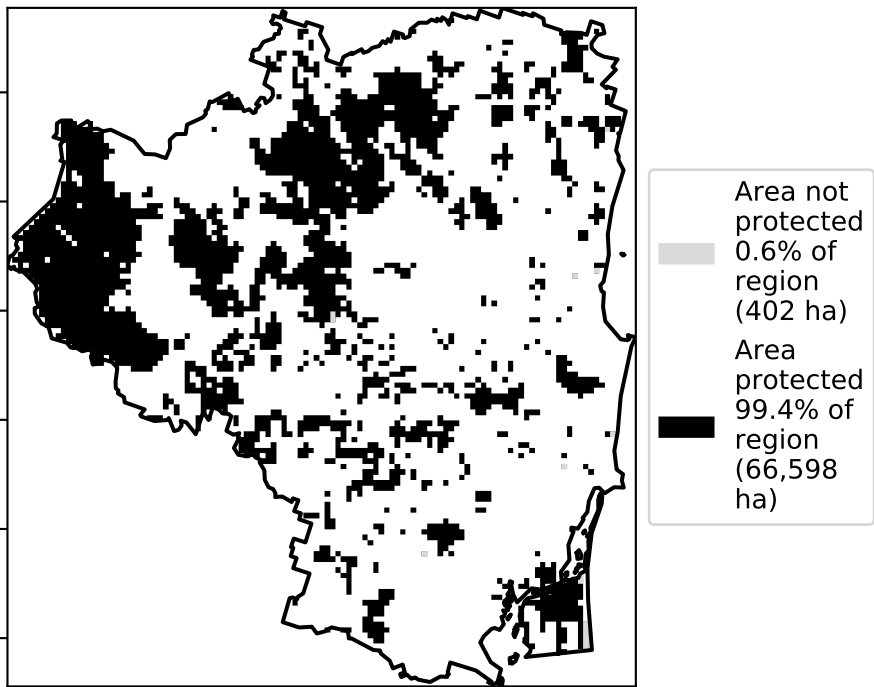 Area not
protected
0.6% of
region
(402 ha)
Area
protected
99.4% of
region
(66,598
ha)